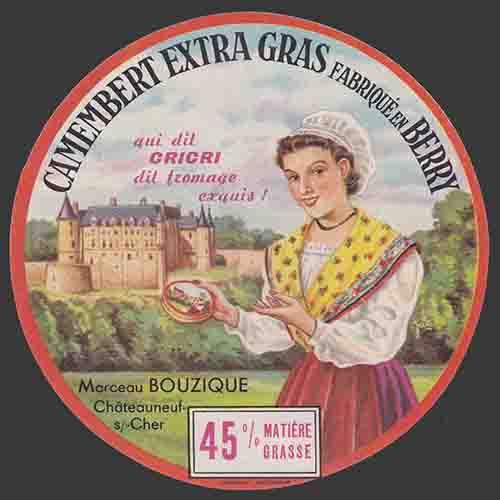 CAMEMBERT EXTRA GRAS FABRIQUÉ EN BERRY
qui dit
CRICRI
dit fromage
exquis !
Marceau BOUZIQUE
Châteauneuf-
s/-Cher
45% MATIÈRE
GRASSE